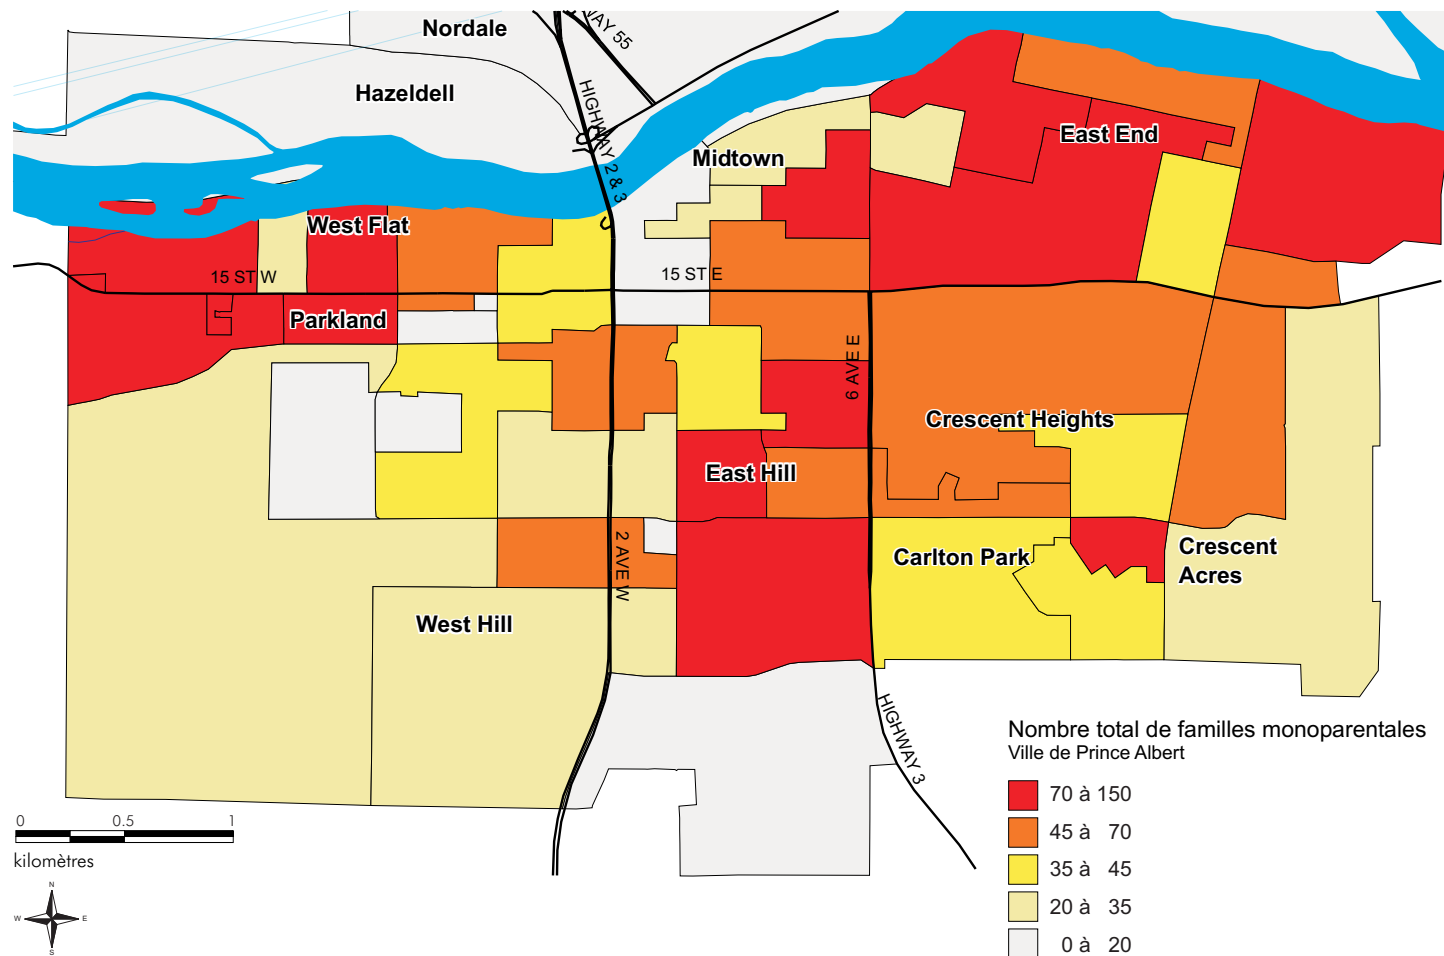 Nordale
WAY 55
Hazeldell
HIGHWAY 2 & 3
East End
Midtown
West Flat
15 ST W
15 ST E
Parkland
6 AVE E
Crescent Heights
East Hill
2 AVE W
Carlton Park
Crescent
Acres
West Hill
HIGHWAY 3
Nombre total de familles monoparentales
Ville de Prince Albert
70 à 150
45 à 70
35 à 45
20 à 35
0 à 20
0 0.5 1
kilomètres
N
W E
S